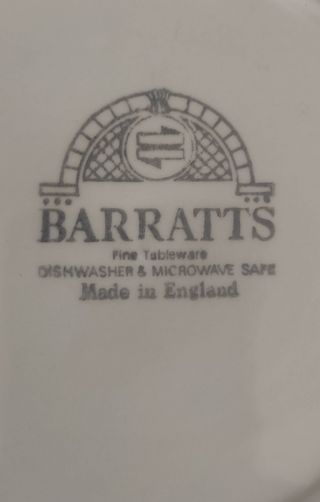 BARRATTS
Fine Tableware
DISHWASHER & MICROWAVE SAFE
Made in England